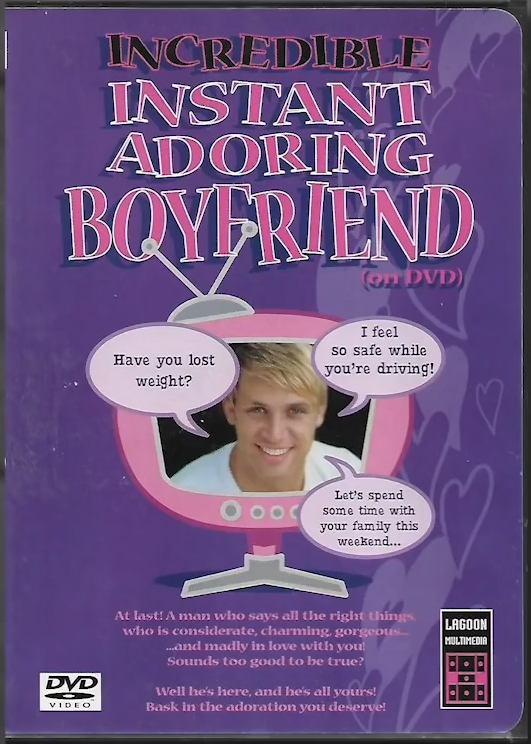 INCREDIBLE
INSTANT
ADORING
BOYFRIEND
(on DVD)
Have you lost
weight?
I feel
so safe while
you're driving!
Let's spend
some time with
your family this
weekend...
At last! A man who says all the right things,
who is considerate, charming, gorgeous...
...and madly in love with you!
Sounds too good to be true?
Well he's here, and he's all yours!
Bask in the adoration you deserve!
LAGOON
MULTIMEDIA
DVD
VIDEO